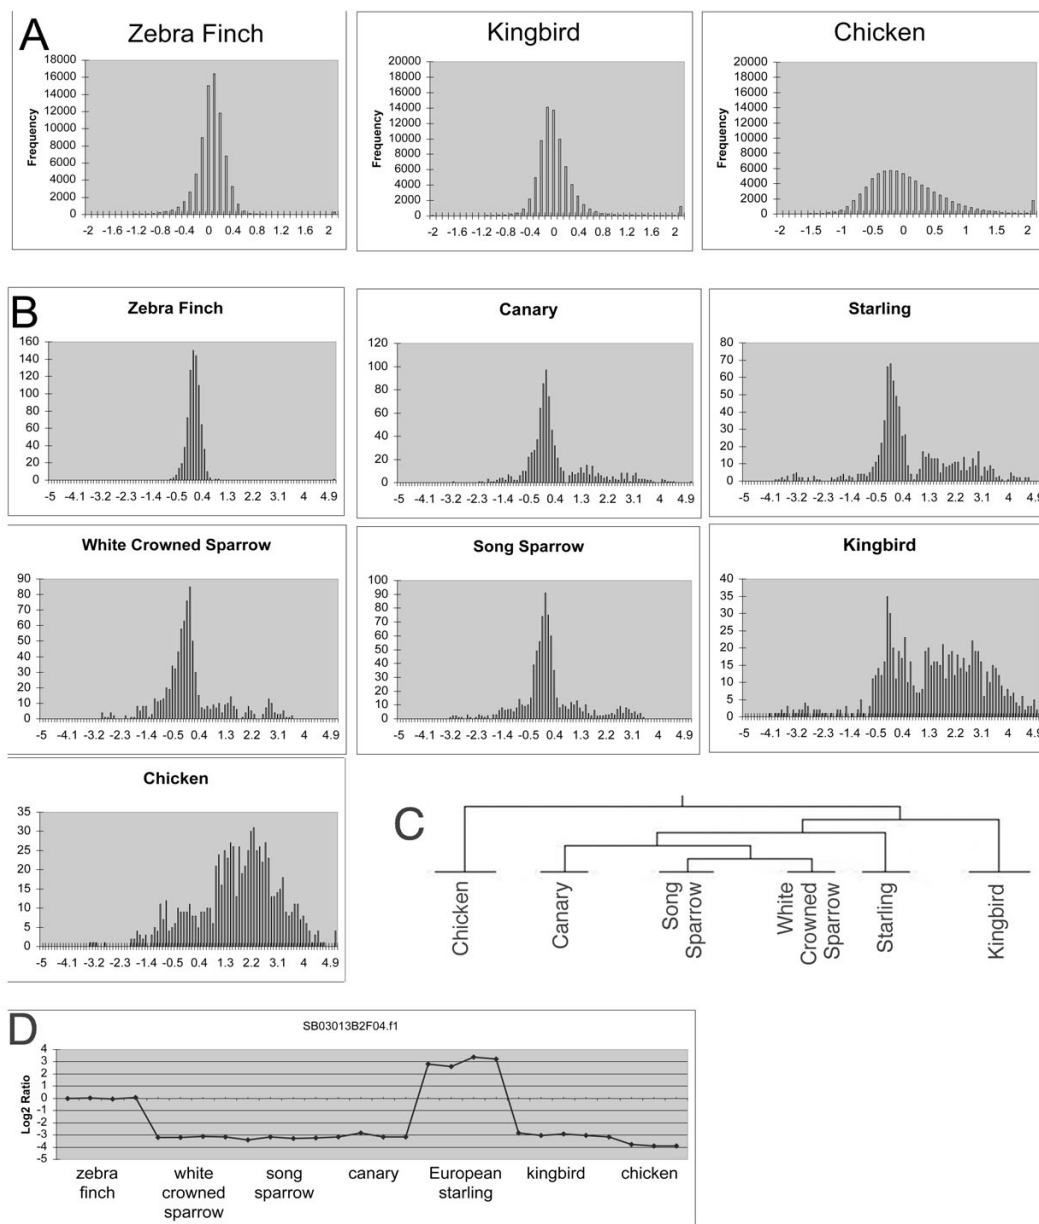 A
Zebra Finch
Frequency
18000
16000
14000
12000
10000
8000
6000
4000
2000
0
-2 -1.6 -1.2 -0.8 -0.4 0 0.4 0.8 1.2 1.6 2
Kingbird
Frequency
20000
18000
16000
14000
12000
10000
8000
6000
4000
2000
0
-2 -1.6 -1.2 -0.8 -0.4 0 0.4 0.8 1.2 1.6 2
Chicken
Frequency
20000
18000
16000
14000
12000
10000
8000
6000
4000
2000
0
-2 -1.5 -1 -0.5 0 0.5 1 1.5 2
B
Zebra Finch
160
140
120
100
80
60
40
20
0
-5 -4.1 -3.2 -2.3 -1.4 -0.5 0.4 1.3 2.2 3.1 4 4.9
Canary
120
100
80
60
40
20
0
-5 -4.1 -3.2 -2.3 -1.4 -0.5 0.4 1.3 2.2 3.1 4 4.9
Starling
80
70
60
50
40
30
20
10
0
-5 -4.1 -3.2 -2.3 -1.4 -0.5 0.4 1.3 2.2 3.1 4 4.9
White Crowned Sparrow
90
80
70
60
50
40
30
20
10
0
-5 -4.1 -3.2 -2.3 -1.4 -0.5 0.4 1.3 2.2 3.1 4 4.9
Song Sparrow
100
90
80
70
60
50
40
30
20
10
0
-5 -4.1 -3.2 -2.3 -1.4 -0.5 0.4 1.3 2.2 3.1 4 4.9
Kingbird
40
35
30
25
20
15
10
5
0
-5 -4.1 -3.2 -2.3 -1.4 -0.5 0.4 1.3 2.2 3.1 4 4.9
Chicken
35
30
25
20
15
10
5
0
-5 -4.1 -3.2 -2.3 -1.4 -0.5 0.4 1.3 2.2 3.1 4 4.9
C
Chicken
Canary
Song
Sparrow
White
Crowned
Sparrow
Starling
Kingbird
D
SB03013B2F04.f1
Log2 Ratio
4
3
2
1
0
-1
-2
-3
-4
-5
zebra
finch
white
crowned
sparrow
song
sparrow
canary
European
starling
kingbird
chicken